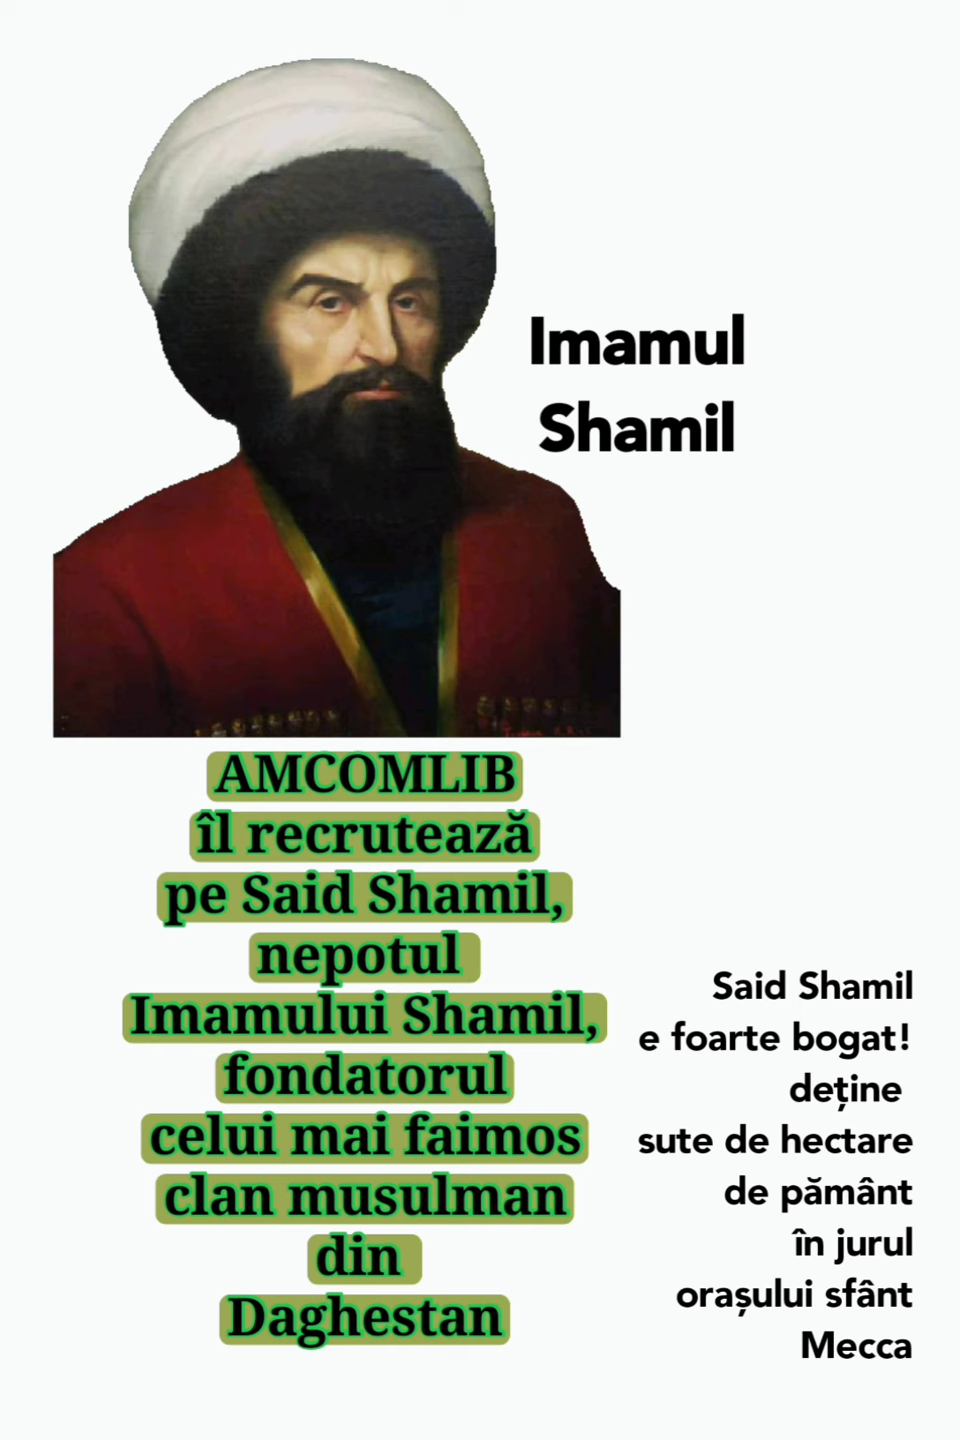 Imamul
Shamil
AMCOMLIB
îl recrutează
pe Said Shamil,
nepotul
Imamului Shamil,
fondatorul
celui mai faimos
clan musulman
din
Daghestan
Said Shamil
e foarte bogat!
deține
sute de hectare
de pământ
în jurul
orașului sfânt
Mecca